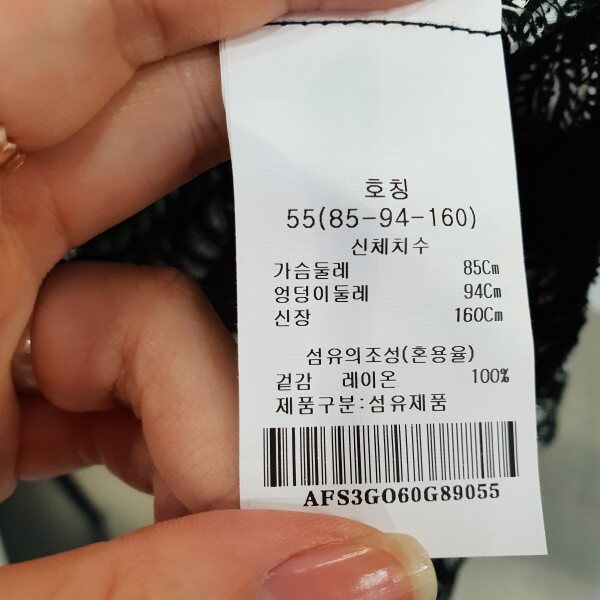 호칭
55(85-94-160)
신체치수
가슴둘레 85Cm
엉덩이둘레 94Cm
신장 160Cm
섬유의조성(혼용율)
겉감 레이온 100%
제품구분:섬유제품
AFS3GO60G89055